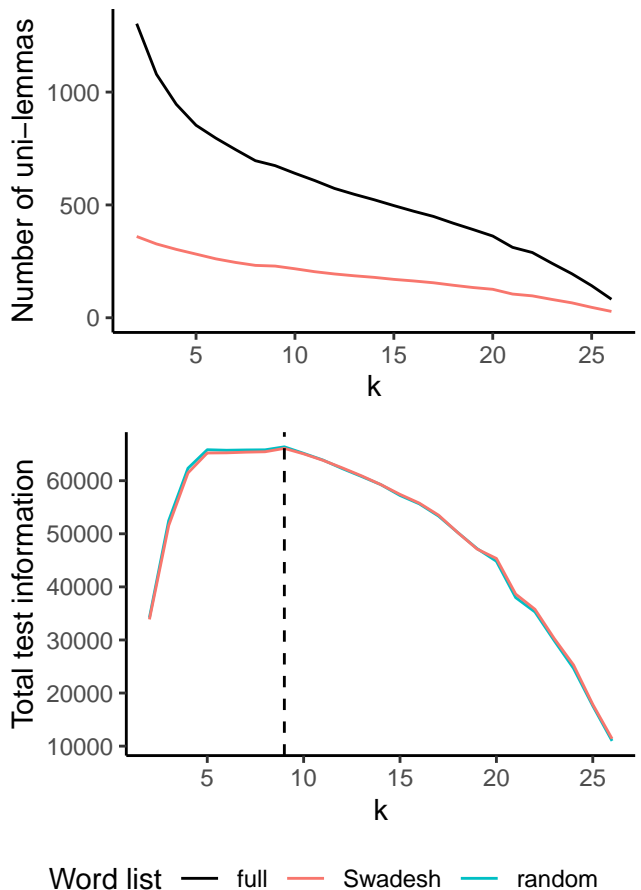 Number of uni−lemmas
1000
500
0
5 10 15 20 25
k
Total test information
60000
50000
40000
30000
20000
10000
5 10 15 20 25
k
Word list full Swadesh random